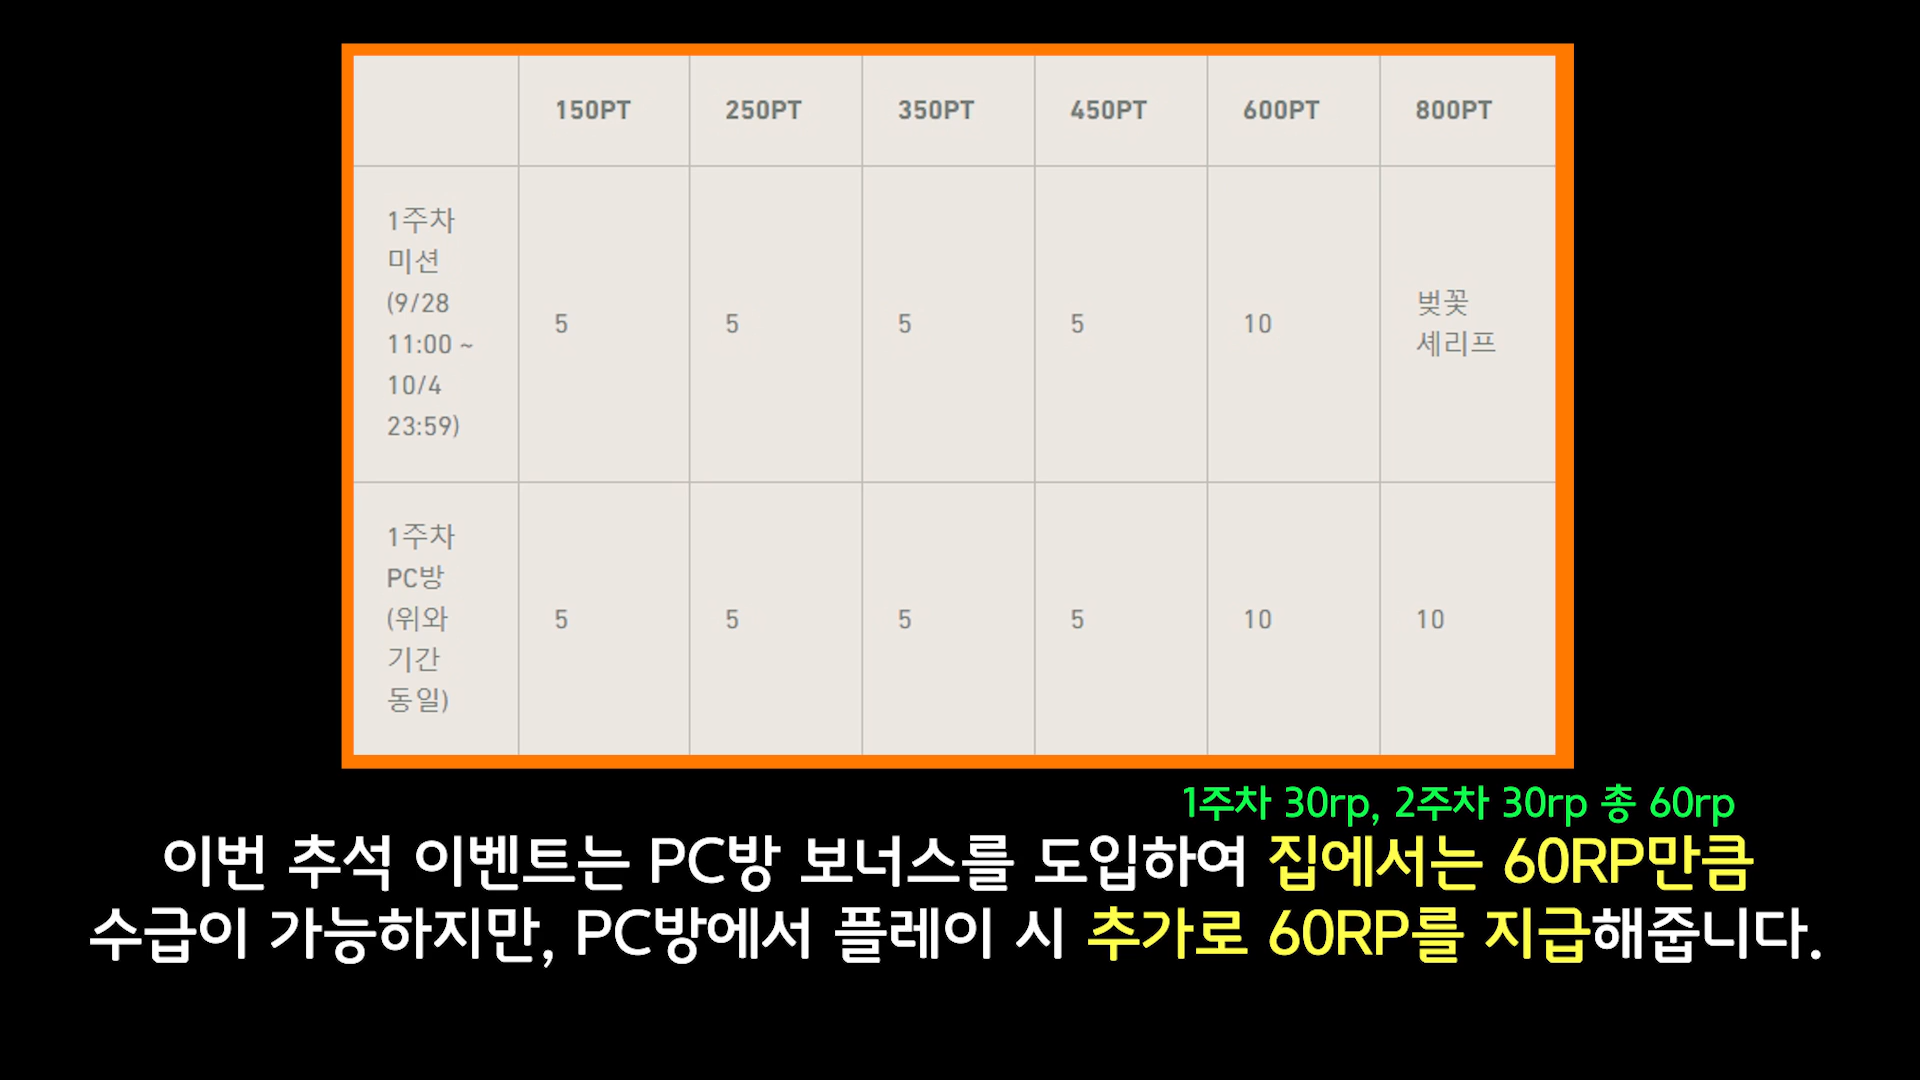 150PT 250PT 350PT 450PT 600PT 800PT
1주차
미션
(9/28
11:00 ~
10/4
23:59)
5 5 5 5 10
벚꽃
셰리프
1주차
PC방
(위와
기간
동일)
5 5 5 5 10 10
1주차 30rp, 2주차 30rp 총 60rp
이번 추석 이벤트는 PC방 보너스를 도입하여 집에서는 60RP만큼
수급이 가능하지만, PC방에서 플레이 시 추가로 60RP를 지급해줍니다.